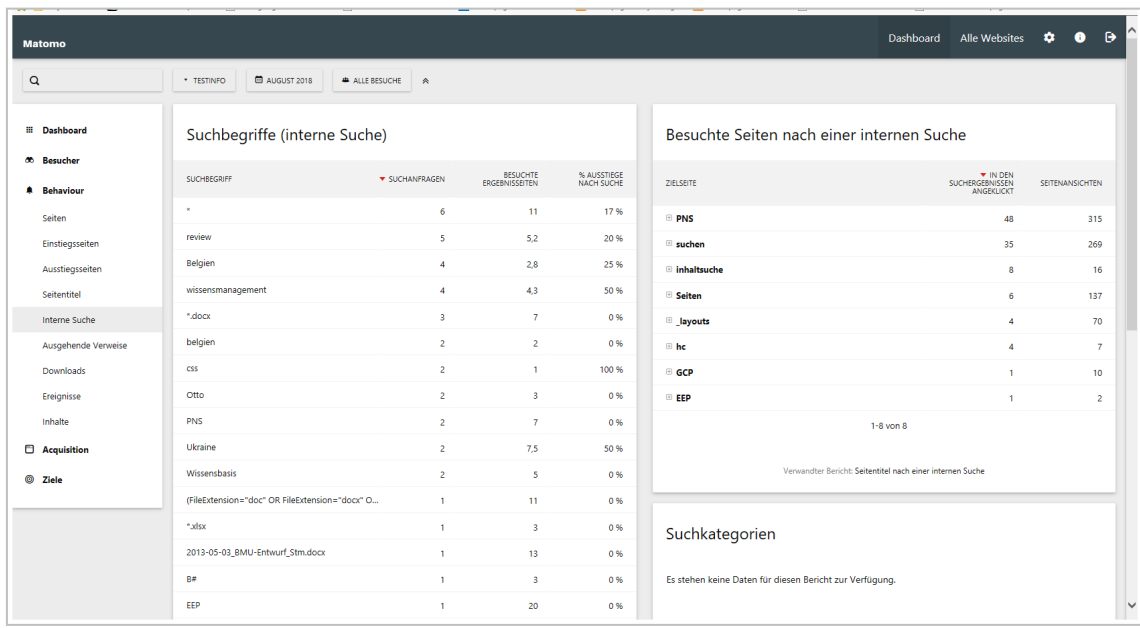 Matomo
Dashboard Alle Websites
TESTINFO AUGUST 2018 ALLE BESUCHE
Dashboard
Besucher
Behaviour
Seiten
Einstiegsseiten
Ausstiegsseiten
Seitentitel
Interne Suche
Ausgehende Verweise
Downloads
Ereignisse
Inhalte
Acquisition
Ziele
Suchbegriffe (interne Suche)
SUCHBEGRIFF SUCHANFRAGEN BESUCHTE ERGEBNISSEITEN % AUSSTIEGE NACH SUCHE
* 6 11 17 %
review 5 5,2 20 %
Belgien 4 2,8 25 %
wissensmanagement 4 4,3 50 %
*.docx 3 7 0 %
belgien 2 2 0 %
css 2 1 100 %
Otto 2 3 0 %
PNS 2 7 0 %
Ukraine 2 7,5 50 %
Wissensbasis 2 5 0 %
(FileExtension="doc" OR FileExtension="docx" O... 1 11 0 %
*.xlsx 1 3 0 %
2013-05-03_BMU-Entwurf_Stm.docx 1 13 0 %
B# 1 3 0 %
EEP 1 20 0 %
Besuchte Seiten nach einer internen Suche
ZIELSEITE IN DEN SUCHERGEBNISSEN ANGEKLICKT SEITENANSICHTEN
PNS 48 315
suchen 35 269
inhaltsuche 8 16
Seiten 6 137
_layouts 4 70
hc 4 7
GCP 1 10
EEP 1 2
1-8 von 8
Verwandter Bericht: Seitentitel nach einer internen Suche
Suchkategorien
Es stehen keine Daten für diesen Bericht zur Verfügung.